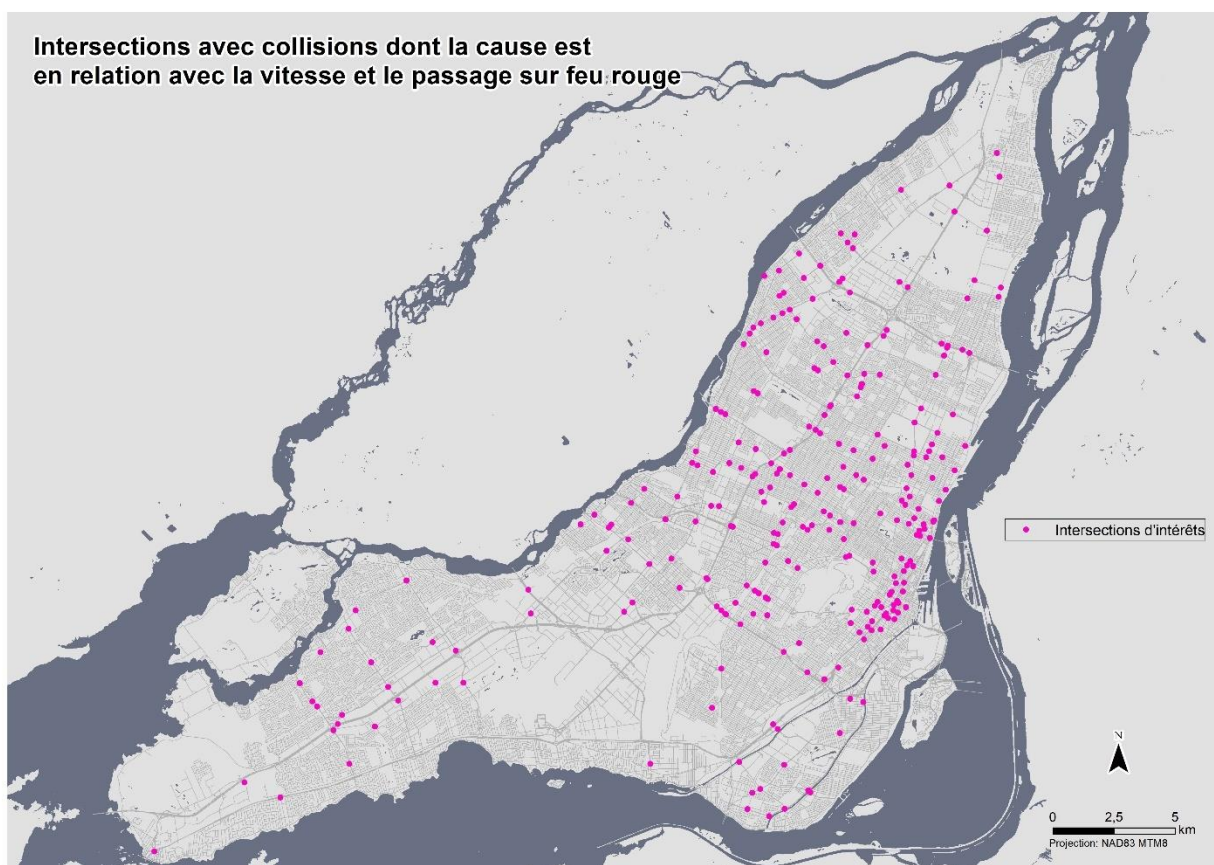 Intersections avec collisions dont la cause est
en relation avec la vitesse et le passage sur feu rouge
Intersections d'intérêts
N
0 2,5 5
km
Projection: NAD83 MTM8